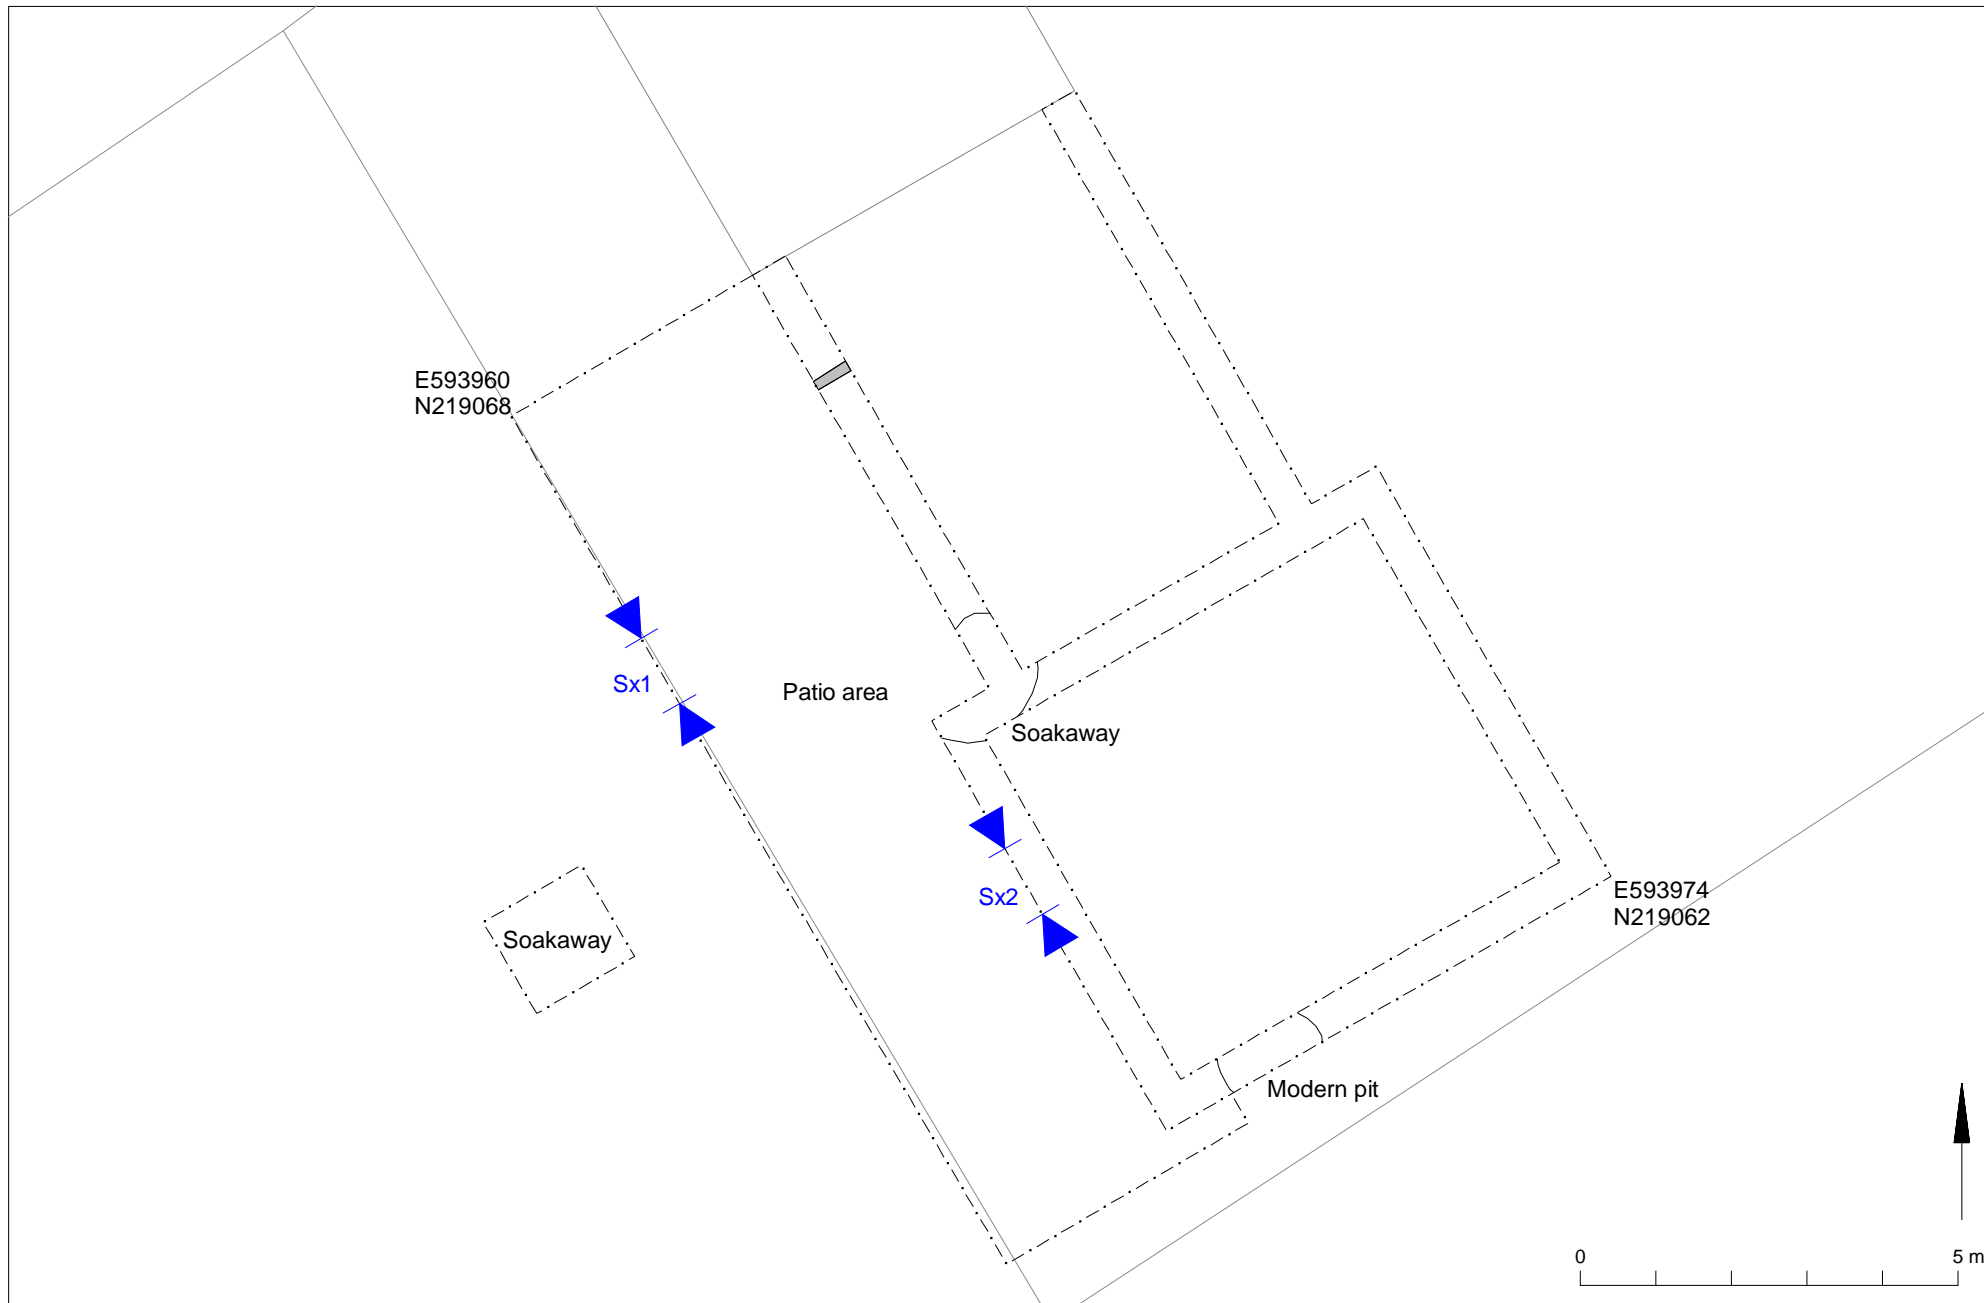 E593960
N219068
Sx1
Patio area
Soakaway
Sx2
E593974
N219062
Soakaway
Modern pit
0
5 m